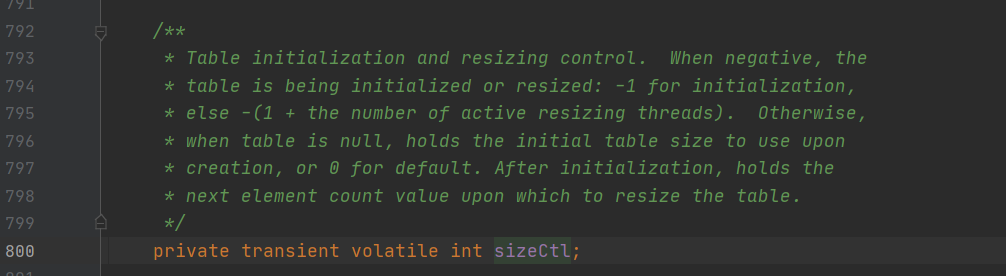 791
792 /**
793 * Table initialization and resizing control.  When negative, the
794 * table is being initialized or resized: -1 for initialization,
795 * else -(1 + the number of active resizing threads).  Otherwise,
796 * when table is null, holds the initial table size to use upon
797 * creation, or 0 for default. After initialization, holds the
798 * next element count value upon which to resize the table.
799 */
800 private transient volatile int sizeCtl;